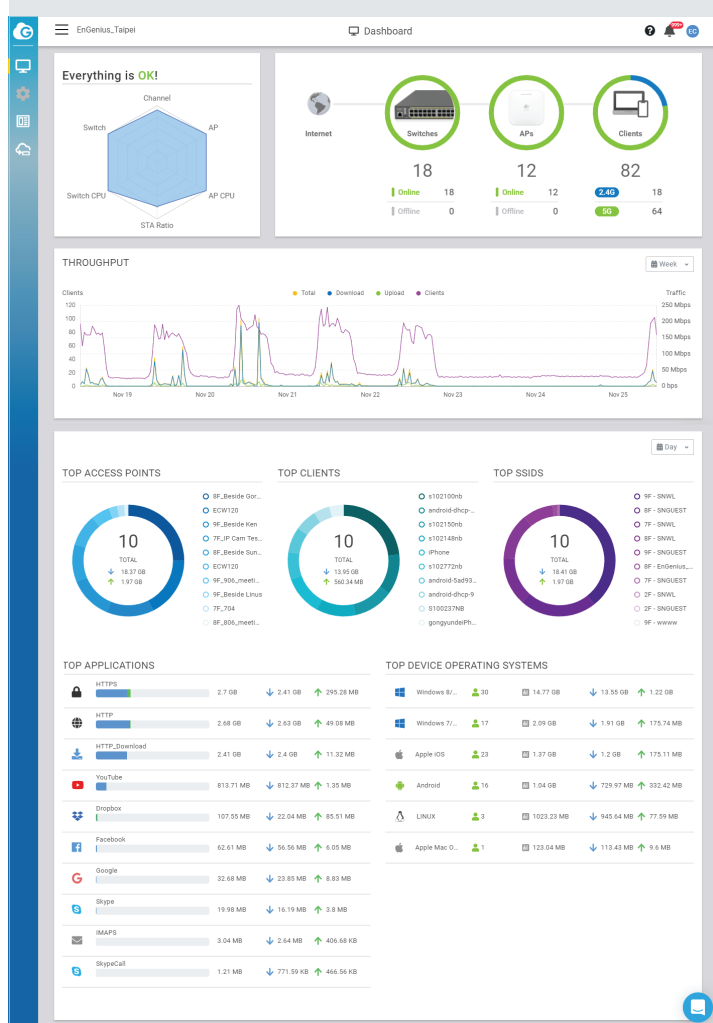 EnGenius_Taipei
Dashboard
999+
EC
Everything is OK!
Channel
Switch
AP
Switch CPU
AP CPU
STA Ratio
Internet
Switches
APs
Clients
18
12
82
Online 18
Online 12
2.4G 18
Offline 0
Offline 0
5G 64
THROUGHPUT
Week
Clients
Total Download Upload Clients
Traffic
120
100
80
60
40
20
0
250 Mbps
200 Mbps
150 Mbps
100 Mbps
50 Mbps
0 bps
Nov 19 Nov 20 Nov 21 Nov 22 Nov 23 Nov 24 Nov 25
Day
TOP ACCESS POINTS
10
TOTAL
18.37 GB
1.97 GB
8F_Beside Gor...
ECW120
9F_Beside Ken
7F_IP Cam Tes...
8F_Beside Sun...
ECW120
9F_906_meeti...
9F_Beside Linus
7F_704
8F_806_meeti...
TOP CLIENTS
10
TOTAL
13.95 GB
560.34 MB
s102100nb
android-dhcp-...
s102150nb
s102148nb
iPhone
s102772nb
android-5ad93...
android-dhcp-9
S100237NB
gongyundeiPh...
TOP SSIDS
10
TOTAL
18.41 GB
1.97 GB
9F - SNWL
8F - SNGUEST
7F - SNWL
8F - SNWL
9F - SNGUEST
8F - EnGenius_...
7F - SNGUEST
2F - SNWL
2F - SNGUEST
9F - wwww
TOP APPLICATIONS
HTTPS
2.7 GB 2.41 GB 295.28 MB
HTTP
2.68 GB 2.63 GB 49.08 MB
HTTP_Download
2.41 GB 2.4 GB 11.32 MB
YouTube
813.71 MB 812.37 MB 1.35 MB
Dropbox
107.55 MB 22.04 MB 85.51 MB
Facebook
62.61 MB 56.56 MB 6.05 MB
Google
32.68 MB 23.85 MB 8.83 MB
Skype
19.98 MB 16.19 MB 3.8 MB
IMAPS
3.04 MB 2.64 MB 406.68 KB
SkypeCall
1.21 MB 771.59 KB 466.56 KB
TOP DEVICE OPERATING SYSTEMS
Windows 8/... 30 14.77 GB 13.55 GB 1.22 GB
Windows 7/... 17 2.09 GB 1.91 GB 175.74 MB
Apple iOS 23 1.37 GB 1.2 GB 175.11 MB
Android 16 1.04 GB 729.97 MB 332.42 MB
LINUX 3 1023.23 MB 945.64 MB 77.59 MB
Apple Mac O... 1 123.04 MB 113.43 MB 9.6 MB